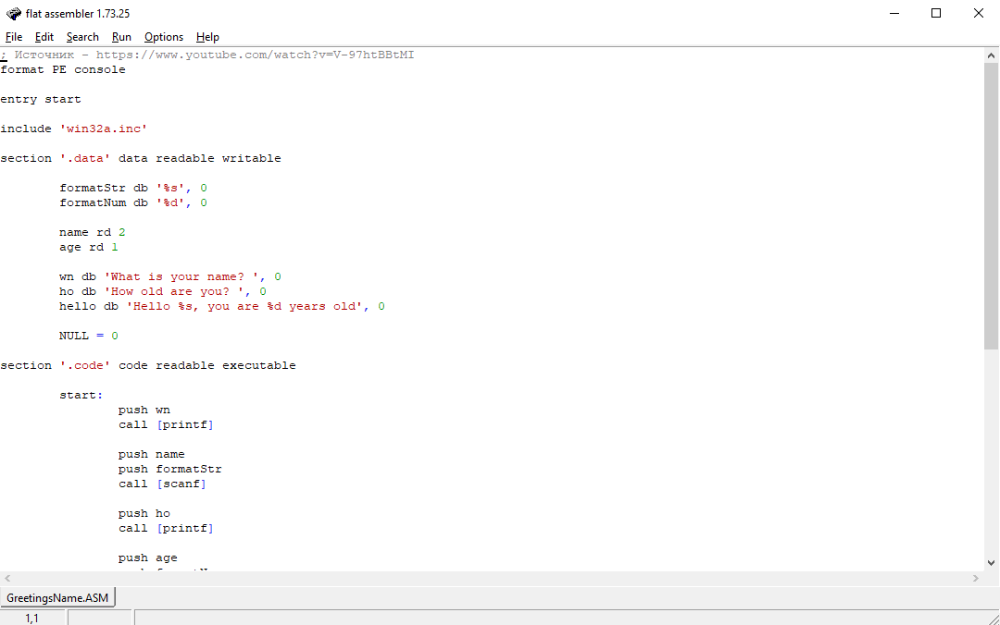 flat assembler 1.73.25
File Edit Search Run Options Help
; Источник - https://www.youtube.com/watch?v=V-97htBBtMI
format PE console
entry start
include 'win32a.inc'
section '.data' data readable writable
formatStr db '%s', 0
formatNum db '%d', 0
name rd 2
age rd 1
wn db 'What is your name? ', 0
ho db 'How old are you? ', 0
hello db 'Hello %s, you are %d years old', 0
NULL = 0
section '.code' code readable executable
start:
push wn
call [printf]
push name
push formatStr
call [scanf]
push ho
call [printf]
push age
GreetingsName.ASM
1,1